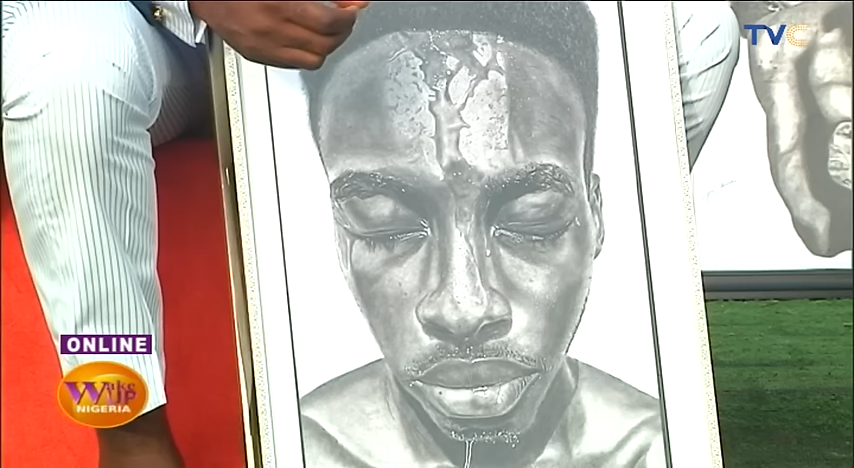 TVC
ONLINE
Wake
UP
NIGERIA